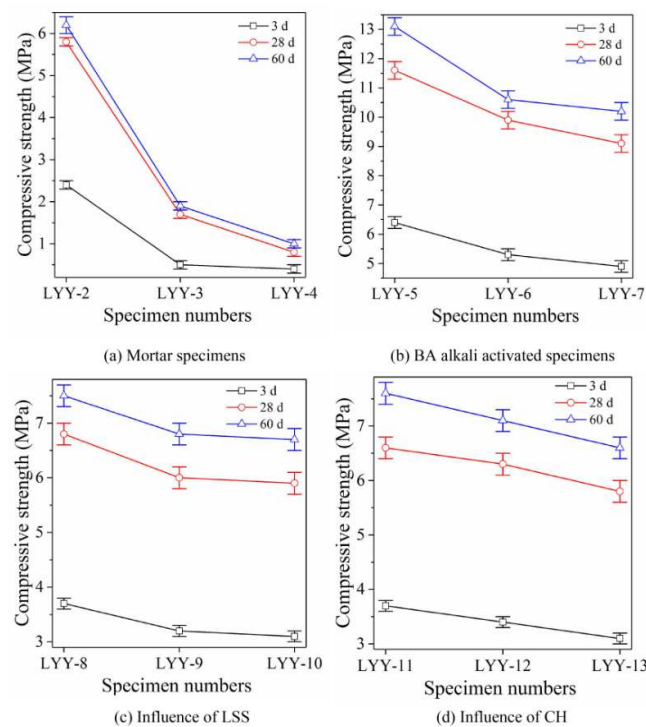 6
5
4
3
2
1
Compressive strength (MPa)
3 d
28 d
60 d
LYY-2 LYY-3 LYY-4
Specimen numbers
(a) Mortar specimens
13
12
11
10
9
8
7
6
5
Compressive strength (MPa)
3 d
28 d
60 d
LYY-5 LYY-6 LYY-7
Specimen numbers
(b) BA alkali activated specimens
7
6
5
4
3
Compressive strength (MPa)
3 d
28 d
60 d
LYY-8 LYY-9 LYY-10
Specimen numbers
(c) Influence of LSS
7
6
5
4
3
Compressive strength (MPa)
3 d
28 d
60 d
LYY-11 LYY-12 LYY-13
Specimen numbers
(d) Influence of CH